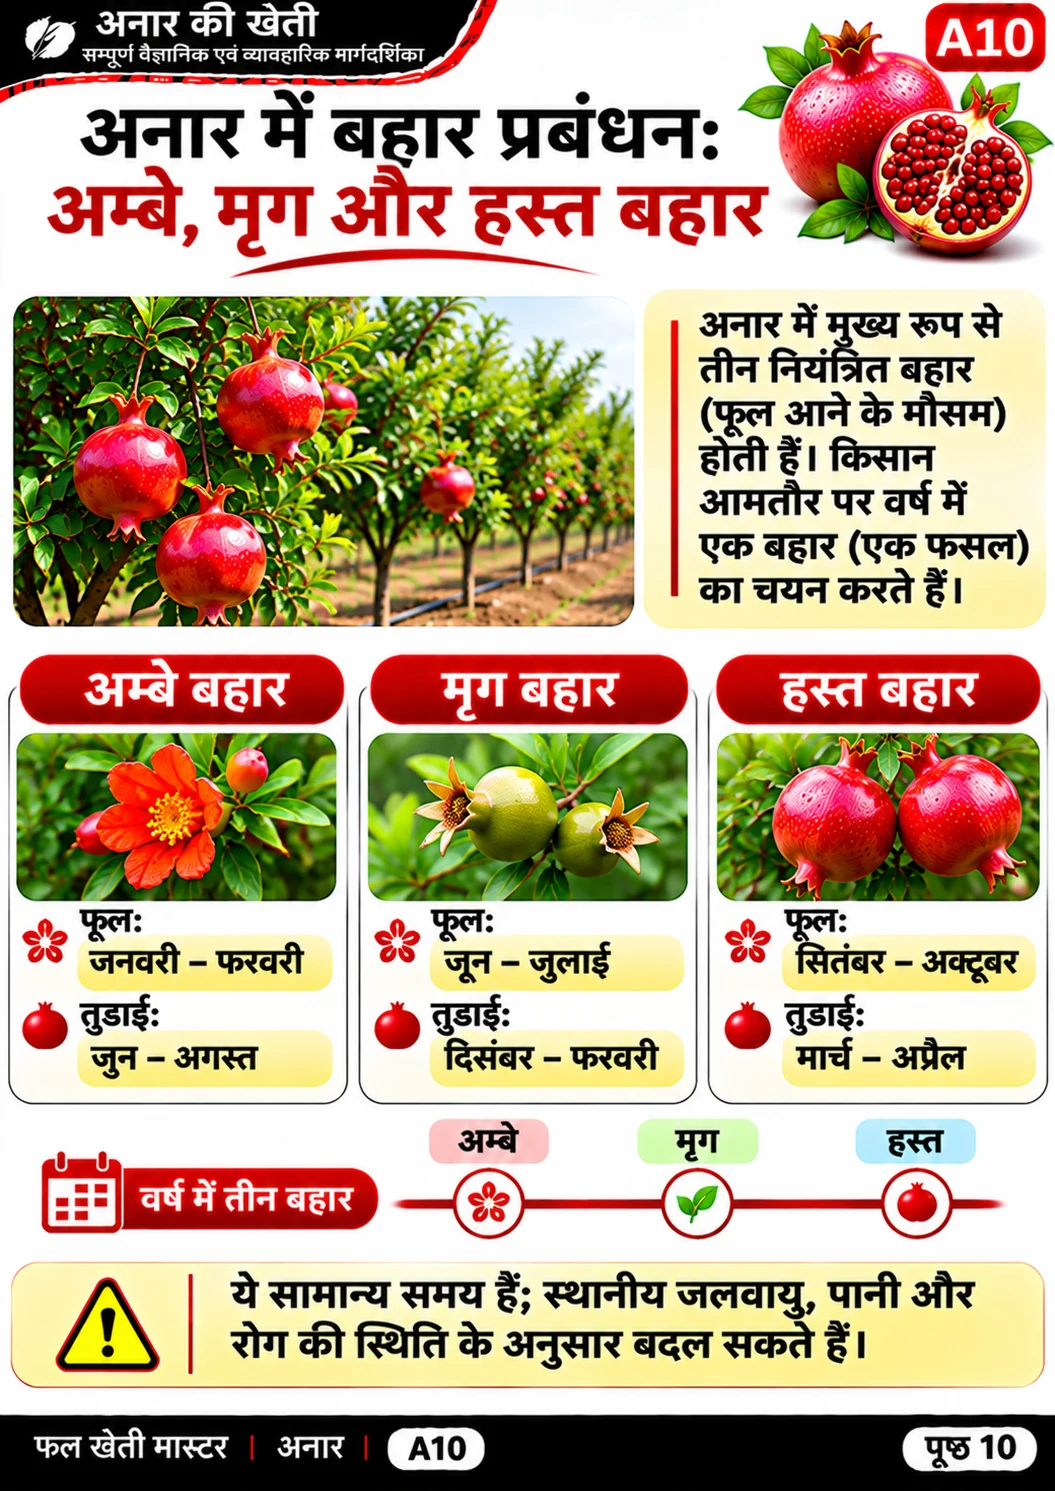 अनार की खेती
सम्पूर्ण वैज्ञानिक एवं व्यावहारिक मार्गदर्शिका
A10
अनार में बहार प्रबंधन:
अम्बे, मृग और हस्त बहार
अनार में मुख्य रूप से
तीन नियंत्रित बहार
(फूल आने के मौसम)
होती हैं। किसान
आमतौर पर वर्ष में
एक बहार (एक फसल)
का चयन करते हैं।
अम्बे बहार
फूल:
जनवरी – फरवरी
तुडाई:
जुन – अगस्त
मृग बहार
फूल:
जून – जुलाई
तुडाई:
दिसंबर – फरवरी
हस्त बहार
फूल:
सितंबर – अक्टूबर
तुडाई:
मार्च – अप्रैल
वर्ष में तीन बहार
अम्बे
मृग
हस्त
ये सामान्य समय हैं; स्थानीय जलवायु, पानी और
रोग की स्थिति के अनुसार बदल सकते हैं।
फल खेती मास्टर | अनार | A10
पृष्ठ 10